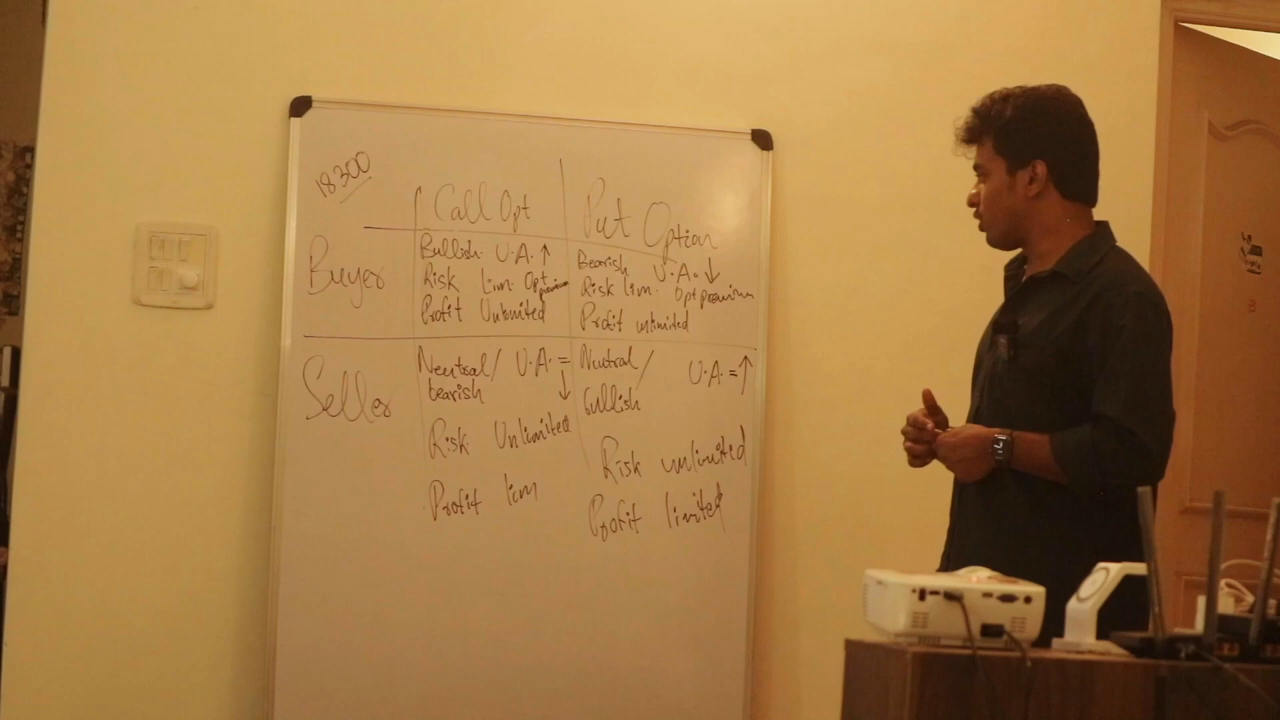 18300
Call Opt
Put Option
Buyer
Bullish U.A. ↑
Risk Lim. Opt premium
Profit Unlimited
Bearish U.A. ↓
Risk lim. Opt premium
Profit unlimited
Seller
Neutral/ U.A. = ↓
bearish
Risk Unlimited
Profit lim
Neutral/ U.A. = ↑
bullish
Risk unlimited
Profit limited